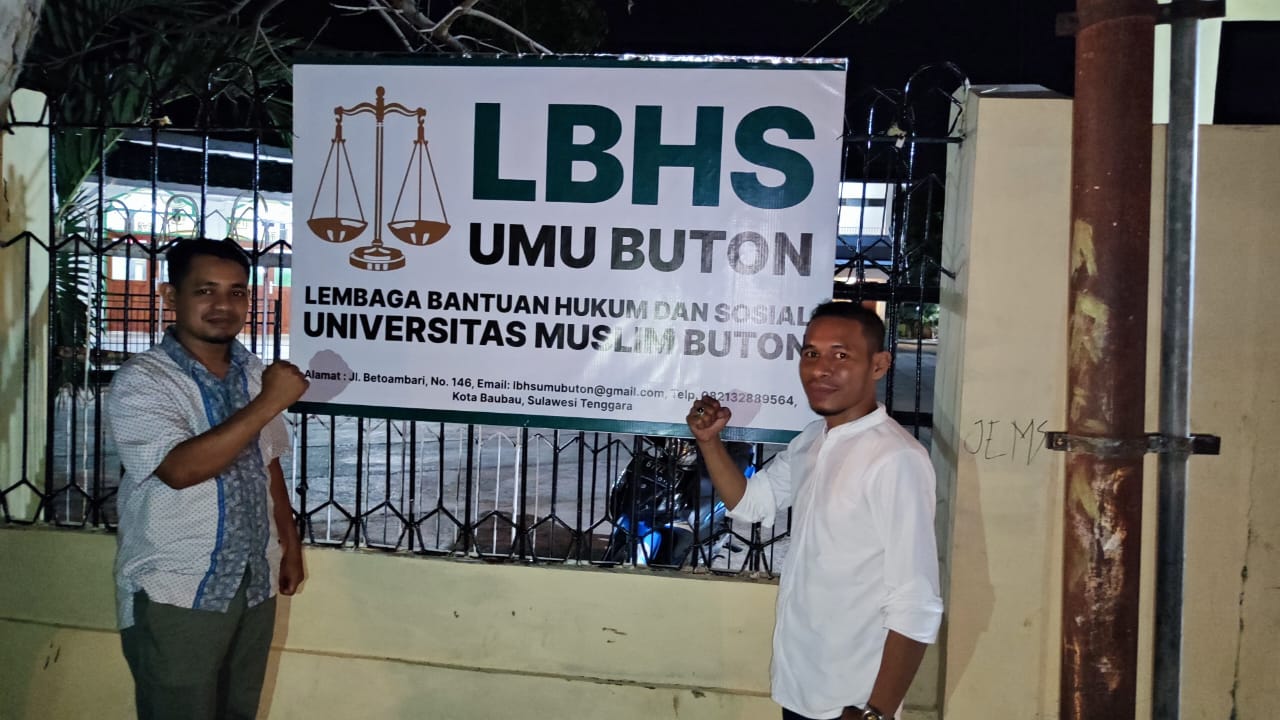 LBHS
UMU BUTON
LEMBAGA BANTUAN HUKUM DAN SOSIAL
UNIVERSITAS MUSLIM BUTON
Alamat : Jl. Betoambari, No. 146, Email: lbhsumubuton@gmail.com, Telp. 082132889564,
Kota Baubau, Sulawesi Tenggara
JEMS